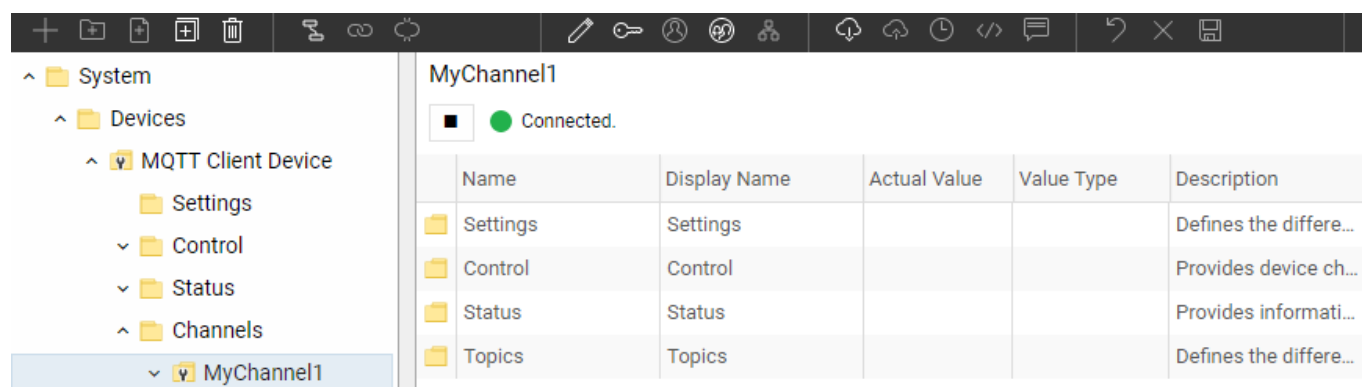 System
Devices
MQTT Client Device
Settings
Control
Status
Channels
MyChannel1
MyChannel1
Connected.
Name Display Name Actual Value Value Type Description
Settings Settings Defines the differe...
Control Control Provides device ch...
Status Status Provides informati...
Topics Topics Defines the differe...